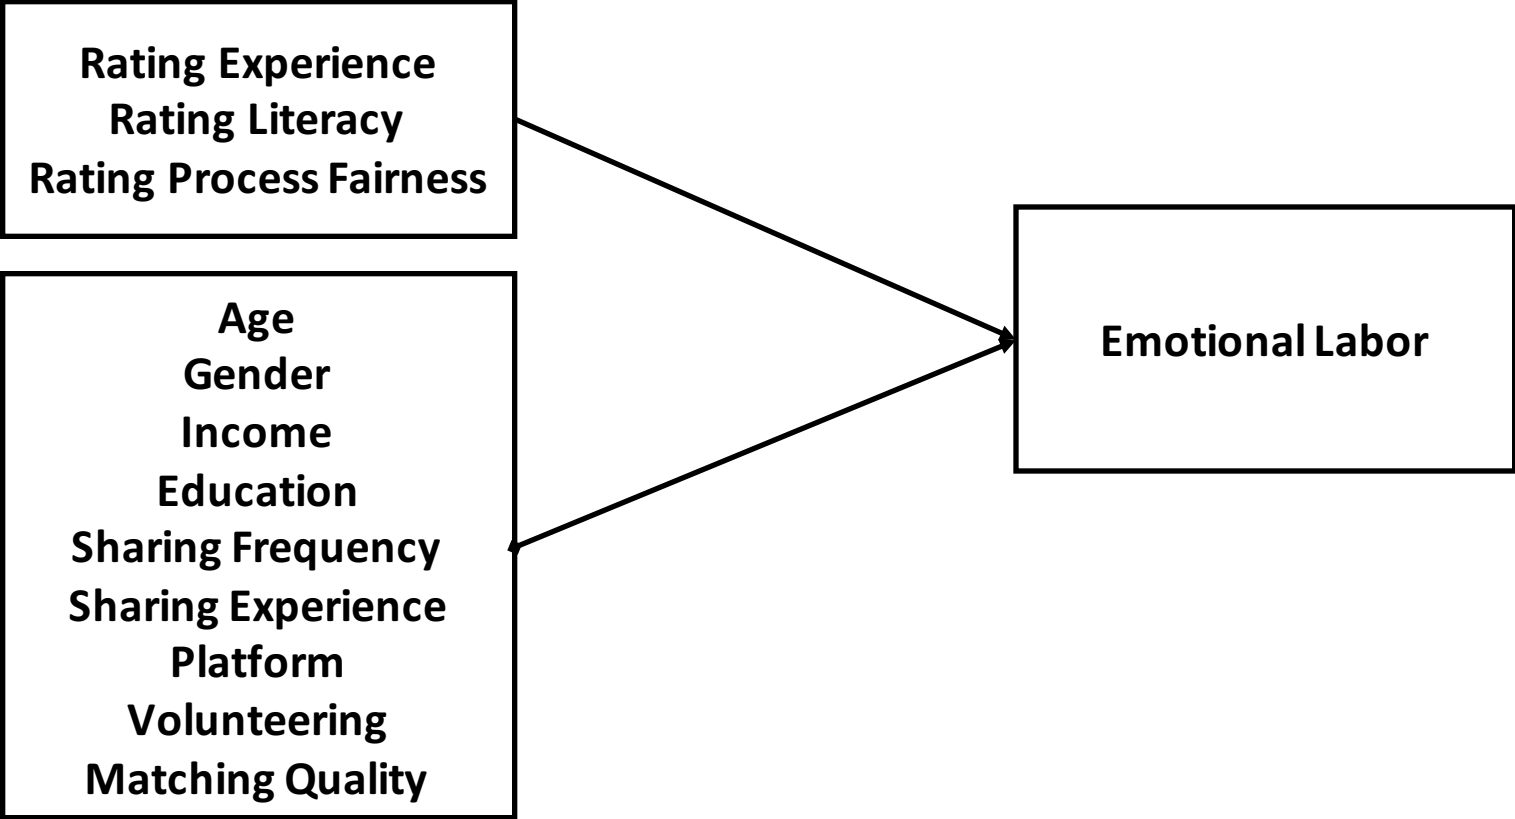 Rating Experience
Rating Literacy
Rating Process Fairness
Age
Gender
Income
Education
Sharing Frequency
Sharing Experience
Platform
Volunteering
Matching Quality
Emotional Labor